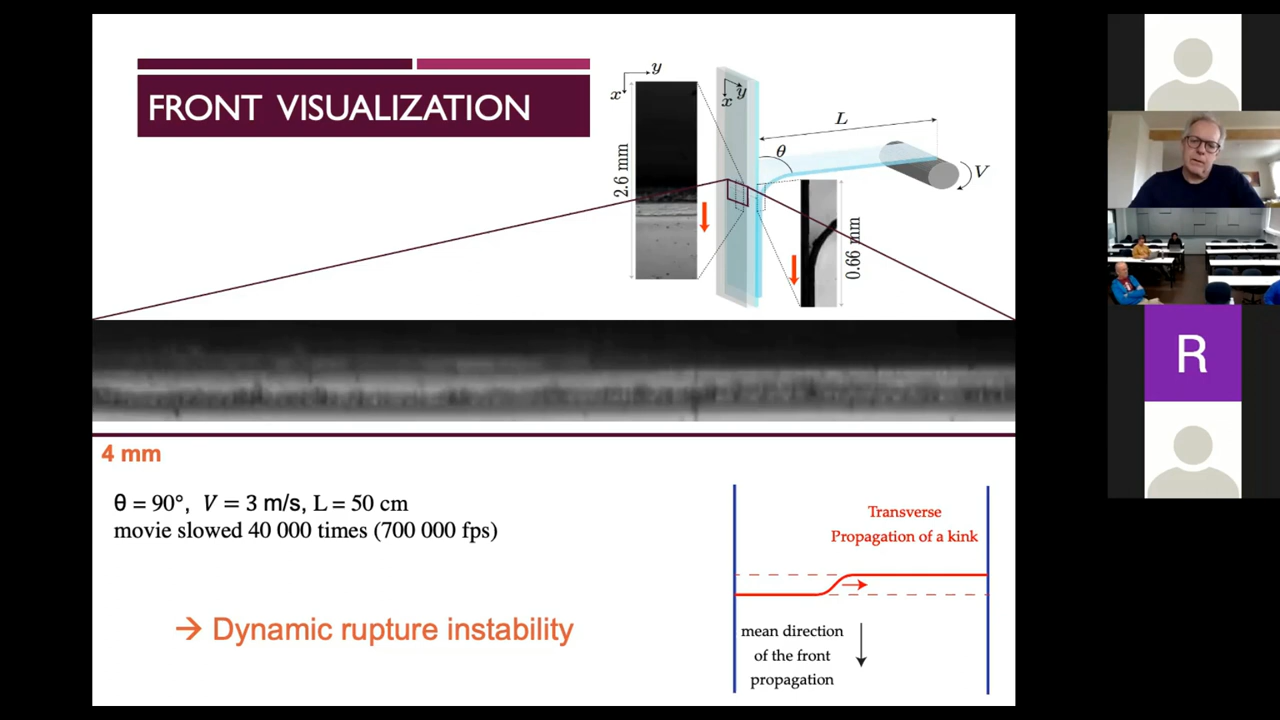 FRONT VISUALIZATION
y
x
2.6 mm
y
x
L
θ
V
0.66 mm
4 mm
θ = 90°, V = 3 m/s, L = 50 cm
movie slowed 40 000 times (700 000 fps)
→ Dynamic rupture instability
Transverse
Propagation of a kink
mean direction
of the front
propagation
R